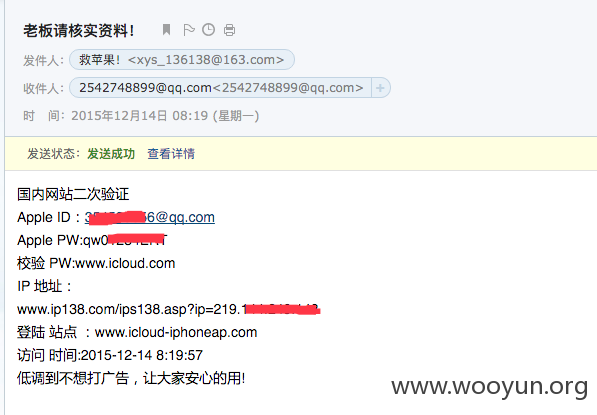 老板请核实资料!
发件人: 救苹果! <xys_136138@163.com>
收件人: 2542748899@qq.com<2542748899@qq.com>
时 间: 2015年12月14日 08:19 (星期一)
发送状态: 发送成功 查看详情
国内网站二次验证
Apple ID：6@qq.com
Apple PW:qw0
校验 PW:www.icloud.com
IP 地址：
www.ip138.com/ips138.asp?ip=219.
登陆 站点 ：www.icloud-iphoneap.com
访问 时间:2015-12-14 8:19:57
低调到不想打广告，让大家安心的用!
www.wooyun.org